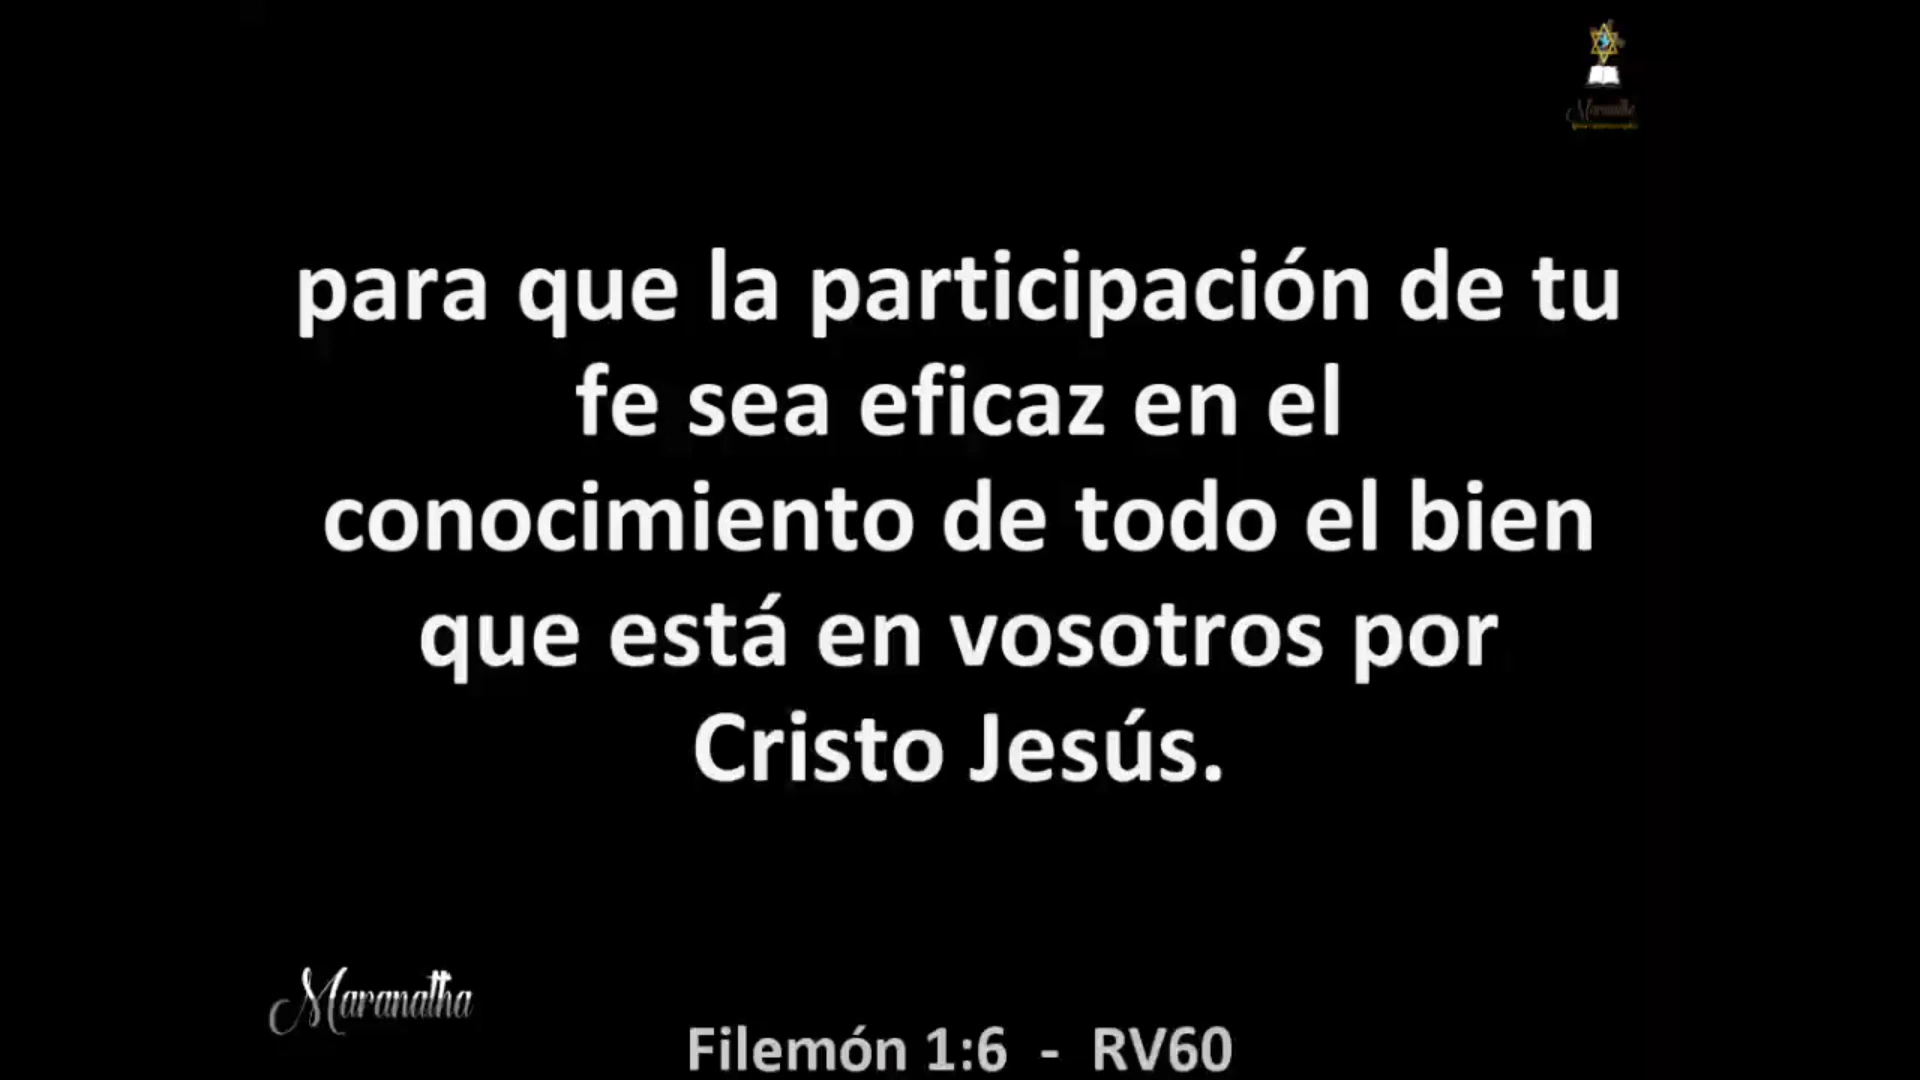 para que la participación de tu
fe sea eficaz en el
conocimiento de todo el bien
que está en vosotros por
Cristo Jesús.
Maranatha
Filemón 1:6 - RV60